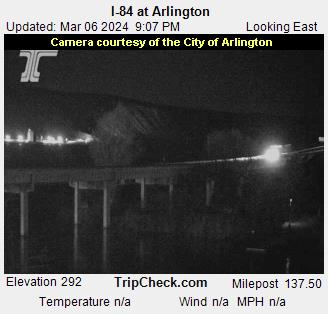 I-84 at Arlington
Updated: Mar 06 2024 9:07 PM Looking East
Camera courtesy of the City of Arlington
Elevation 292 TripCheck.com Milepost 137.50
Temperature n/a Wind n/a MPH n/a